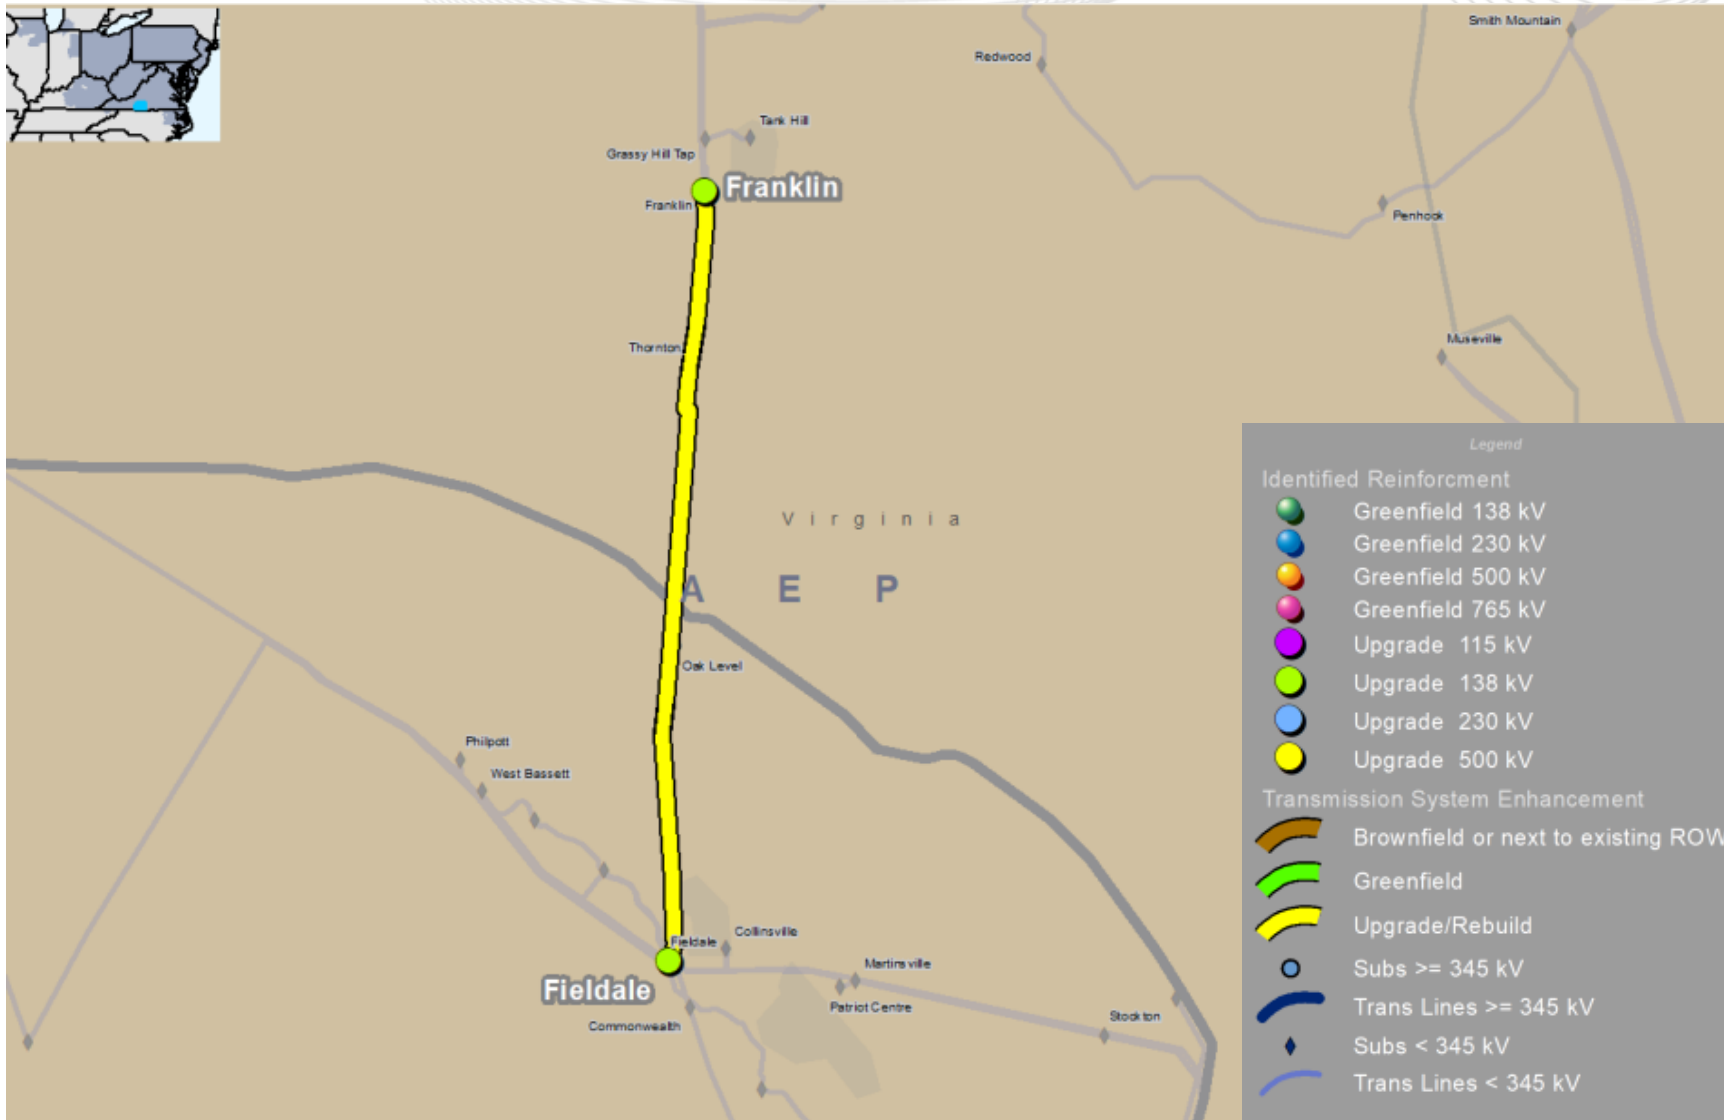 Smith Mountain
Redwood
Tank Hill
Grassy Hill Tap
Franklin
Franklin
Penhook
Thornton
Museville
Virginia
A E P
Oak Level
Philpott
West Bassett
Fieldale
Collinsville
Fieldale
Martinsville
Patriot Centre
Commonwealth
Stockton
Legend
Identified Reinforcment
Greenfield 138 kV
Greenfield 230 kV
Greenfield 500 kV
Greenfield 765 kV
Upgrade 115 kV
Upgrade 138 kV
Upgrade 230 kV
Upgrade 500 kV
Transmission System Enhancement
Brownfield or next to existing ROW
Greenfield
Upgrade/Rebuild
Subs >= 345 kV
Trans Lines >= 345 kV
Subs < 345 kV
Trans Lines < 345 kV